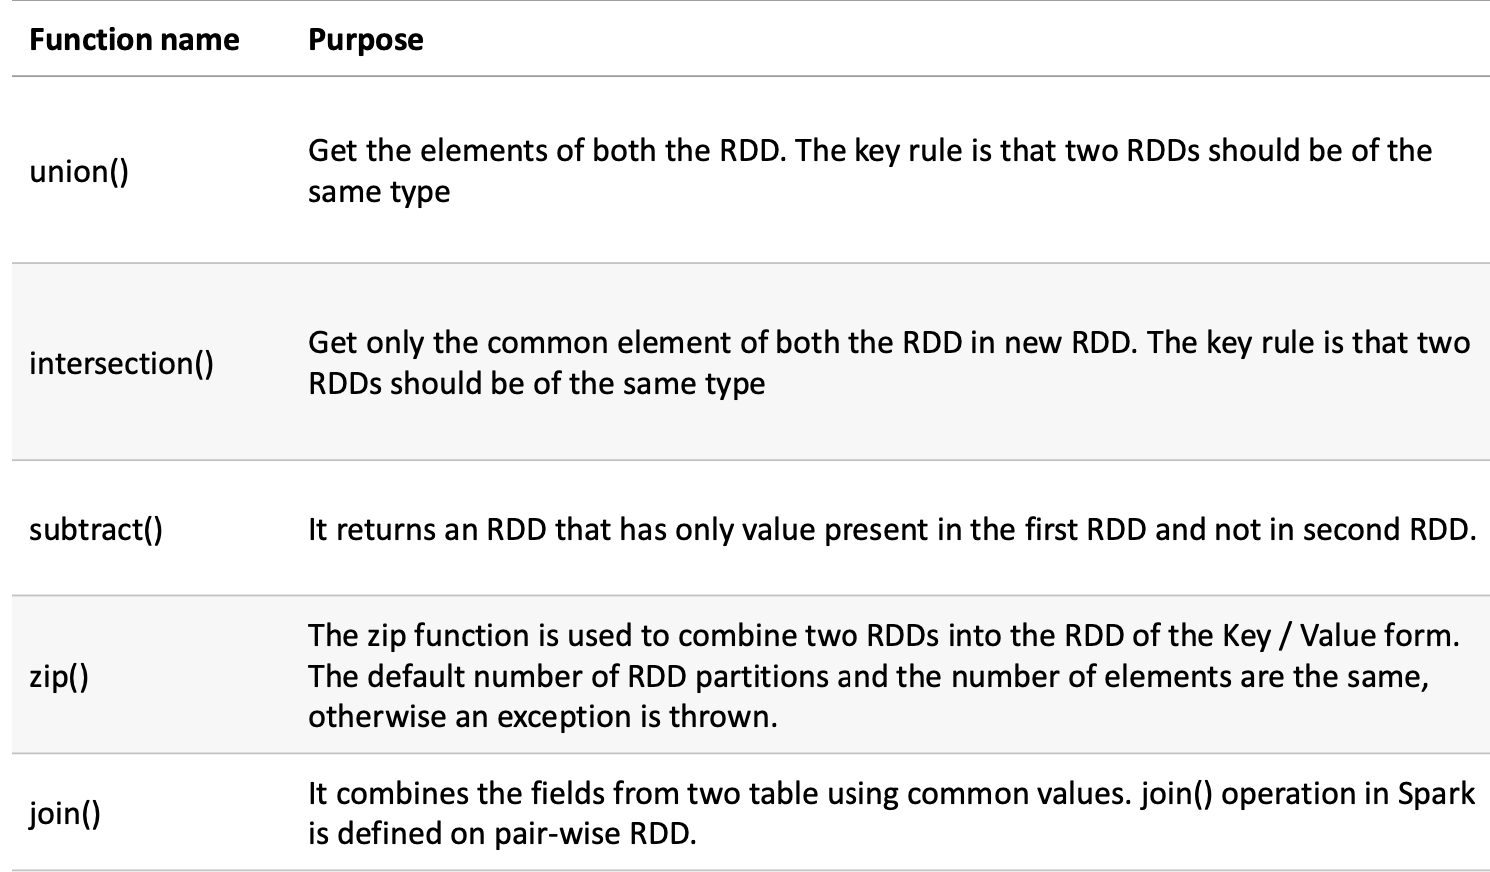 Function name Purpose
union() Get the elements of both the RDD. The key rule is that two RDDs should be of the
same type
intersection() Get only the common element of both the RDD in new RDD. The key rule is that two
RDDs should be of the same type
subtract() It returns an RDD that has only value present in the first RDD and not in second RDD.
The zip function is used to combine two RDDs into the RDD of the Key / Value form.
zip() The default number of RDD partitions and the number of elements are the same,
otherwise an exception is thrown.
join() It combines the fields from two table using common values. join() operation in Spark
is defined on pair-wise RDD.